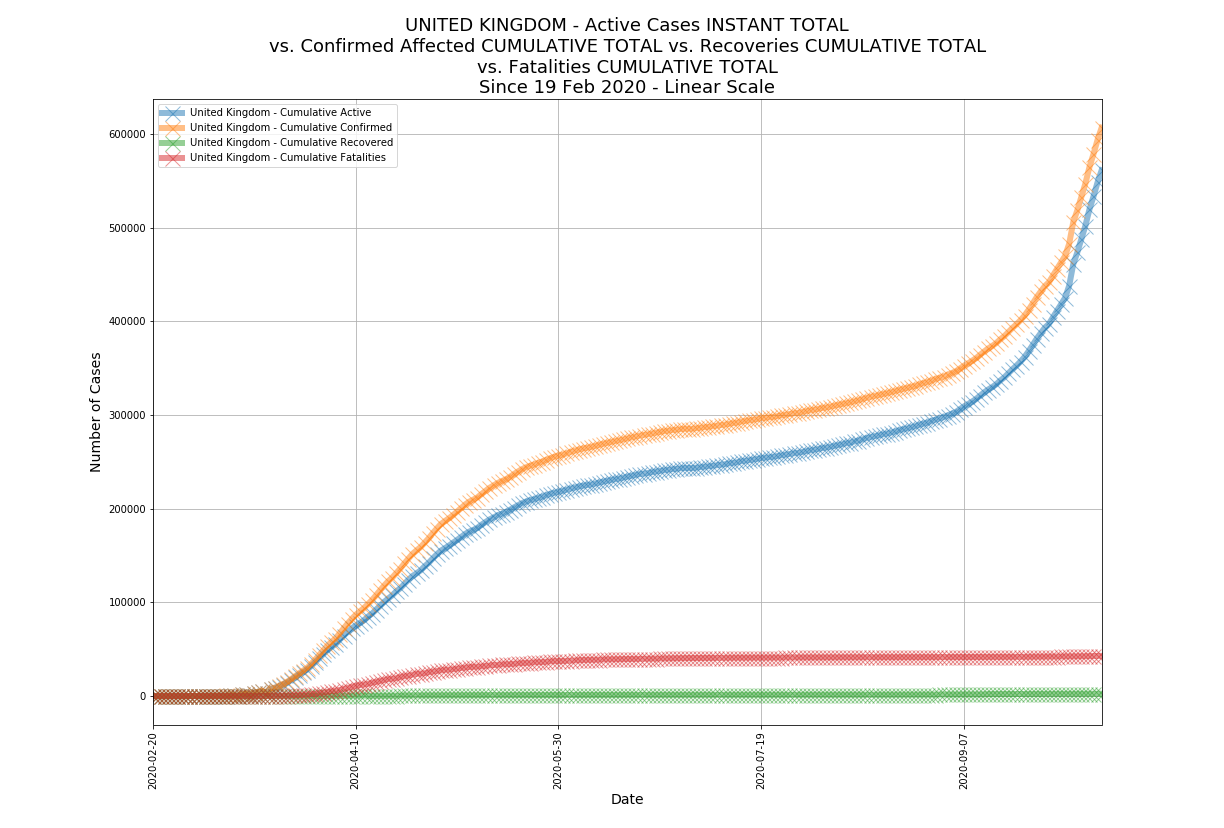 UNITED KINGDOM - Active Cases INSTANT TOTAL
vs. Confirmed Affected CUMULATIVE TOTAL vs. Recoveries CUMULATIVE TOTAL
vs. Fatalities CUMULATIVE TOTAL
Since 19 Feb 2020 - Linear Scale
United Kingdom - Cumulative Active
United Kingdom - Cumulative Confirmed
United Kingdom - Cumulative Recovered
United Kingdom - Cumulative Fatalities
Number of Cases
600000
500000
400000
300000
200000
100000
0
2020-02-20
2020-04-10
2020-05-30
2020-07-19
2020-09-07
Date